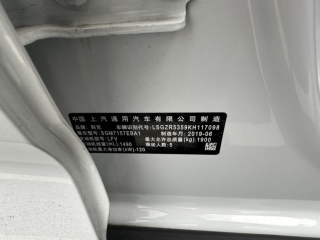 中国上汽通用汽车有限公司制造
品牌：别克 车辆识别代号：LSGZR5359KH117098
整车型号：SGM7157EBA1 制造年月：2019-06
发动机型号：LFV 最大允许总质量(kg)：1900
发动机排量(mL)：1490 乘坐人数：5
发动机最大净功率(kW)：120